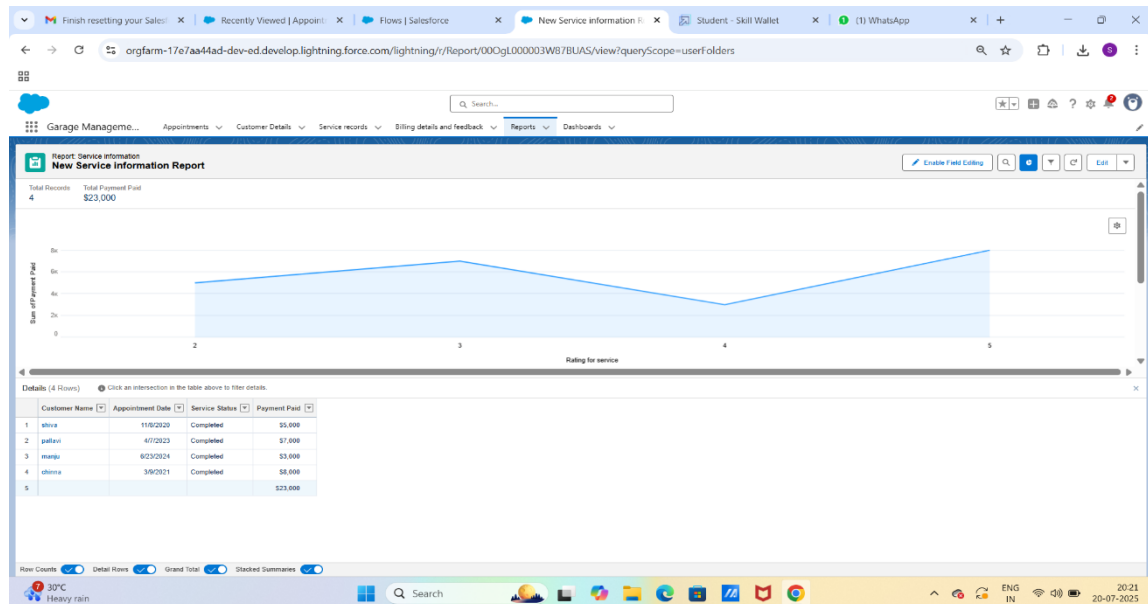 Finish resetting your Sales
Recently Viewed | Appoint
Flows | Salesforce
New Service information R
Student - Skill Wallet
(1) WhatsApp
orgfarm-17e7aa44ad-dev-ed.develop.lightning.force.com/lightning/r/Report/00OgL000003W87BUAS/view?queryScope=userFolders
S
Search...
Garage Manageme...
Appointments
Customer Details
Service records
Billing details and feedback
Reports
Dashboards
Report: Service information
New Service information Report
Enable Field Editing
Edit
Total Records
Total Payment Paid
4
$23,000
Sum of Payment Paid
8k
6k
4k
2k
0
2
3
4
5
Rating for service
Details (4 Rows)
Click an intersection in the table above to filter details.
Customer Name
Appointment Date
Service Status
Payment Paid
1 shiva 11/8/2020 Completed $5,000
2 pallavi 4/7/2023 Completed $7,000
3 manju 6/23/2024 Completed $3,000
4 3/9/2021 Completed $8,000
5 $23,000
Row Counts
Detail Rows
Grand Total
Stacked Summaries
7
30°C
Heavy rain
Search
ENG
IN
20:21
20-07-2025